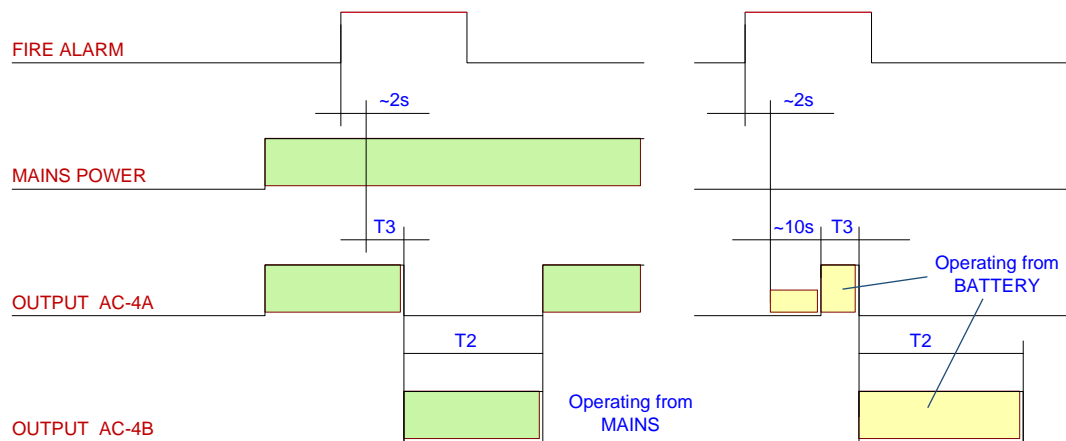 FIRE ALARM
~2s
~2s
MAINS POWER
T3
~10s
T3
Operating from
BATTERY
OUTPUT AC-4A
T2
T2
Operating from
MAINS
OUTPUT AC-4B